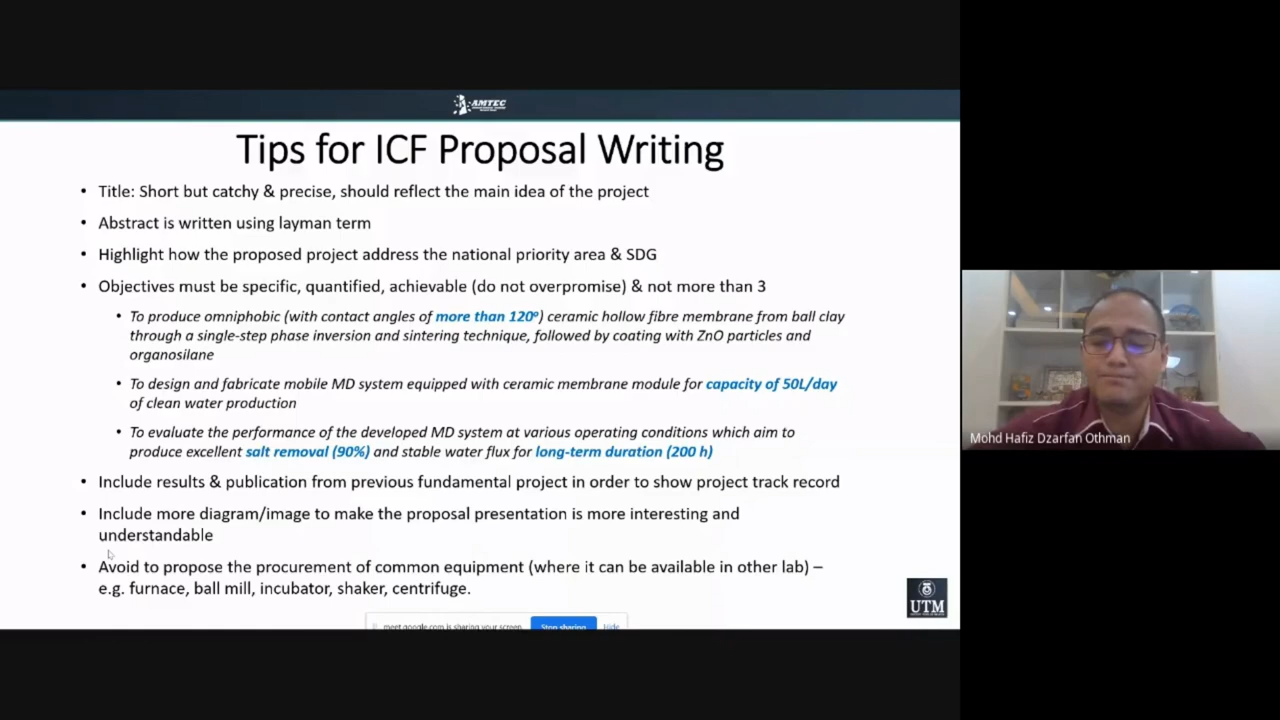 AMTEC
Tips for ICF Proposal Writing
• Title: Short but catchy & precise, should reflect the main idea of the project
• Abstract is written using layman term
• Highlight how the proposed project address the national priority area & SDG
• Objectives must be specific, quantified, achievable (do not overpromise) & not more than 3
• To produce omniphobic (with contact angles of more than 120°) ceramic hollow fibre membrane from ball clay
through a single-step phase inversion and sintering technique, followed by coating with ZnO particles and
organosilane
• To design and fabricate mobile MD system equipped with ceramic membrane module for capacity of 50L/day
of clean water production
• To evaluate the performance of the developed MD system at various operating conditions which aim to
produce excellent salt removal (90%) and stable water flux for long-term duration (200 h)
• Include results & publication from previous fundamental project in order to show project track record
• Include more diagram/image to make the proposal presentation is more interesting and
understandable
• Avoid to propose the procurement of common equipment (where it can be available in other lab) –
e.g. furnace, ball mill, incubator, shaker, centrifuge.
UTM
meet.google.com is sharing your screen.
Stop sharing
Hide
Mohd Hafiz Dzarfan Othman